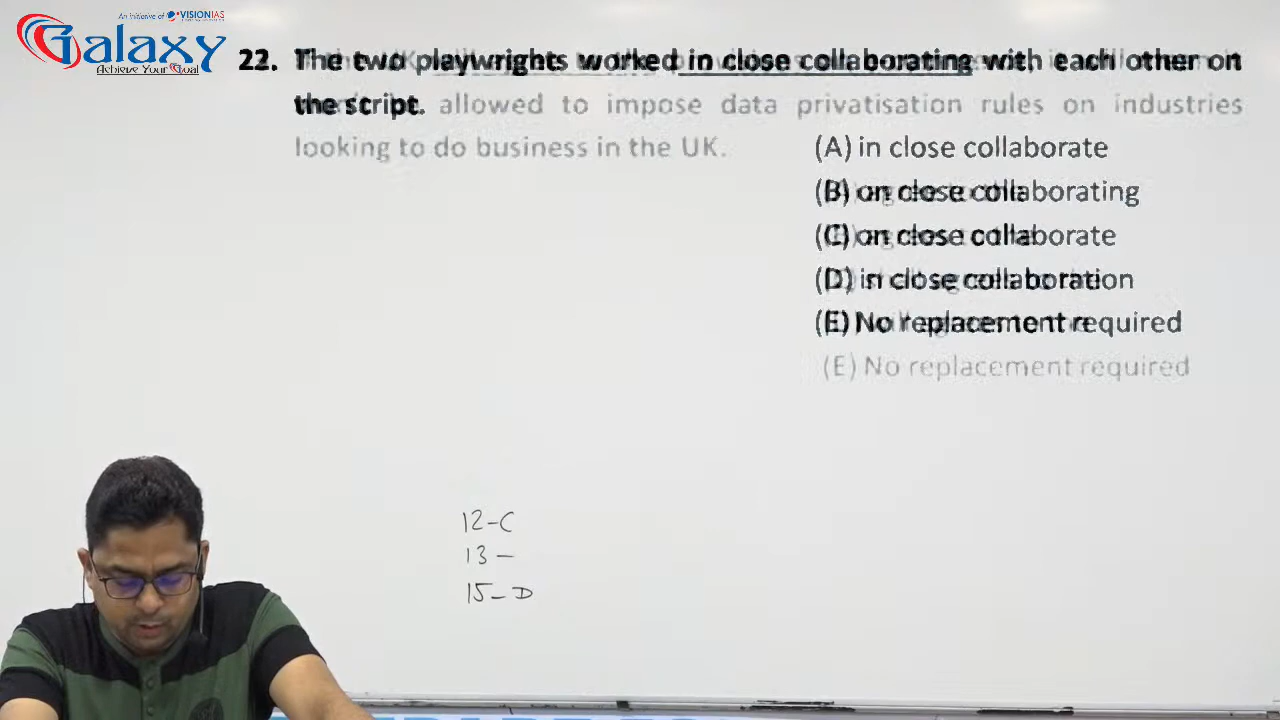 An initiative of VISIONIAS
Galaxy
Achieve Your Goal
22. The two playwrights worked in close collaborating with each other on
the script. allowed to impose data privatisation rules on industries
looking to do business in the UK.
(A) in close collaborate
(B) on close collaborating
(C) on close collaborate
(D) in close collaboration
(E) No replacement required
(E) No replacement required
12-C
13-
15-D